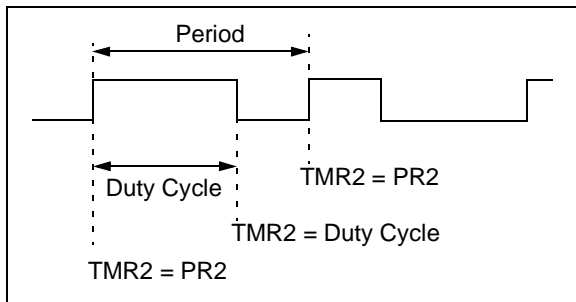 Period
Duty Cycle
TMR2 = PR2
TMR2 = Duty Cycle
TMR2 = PR2